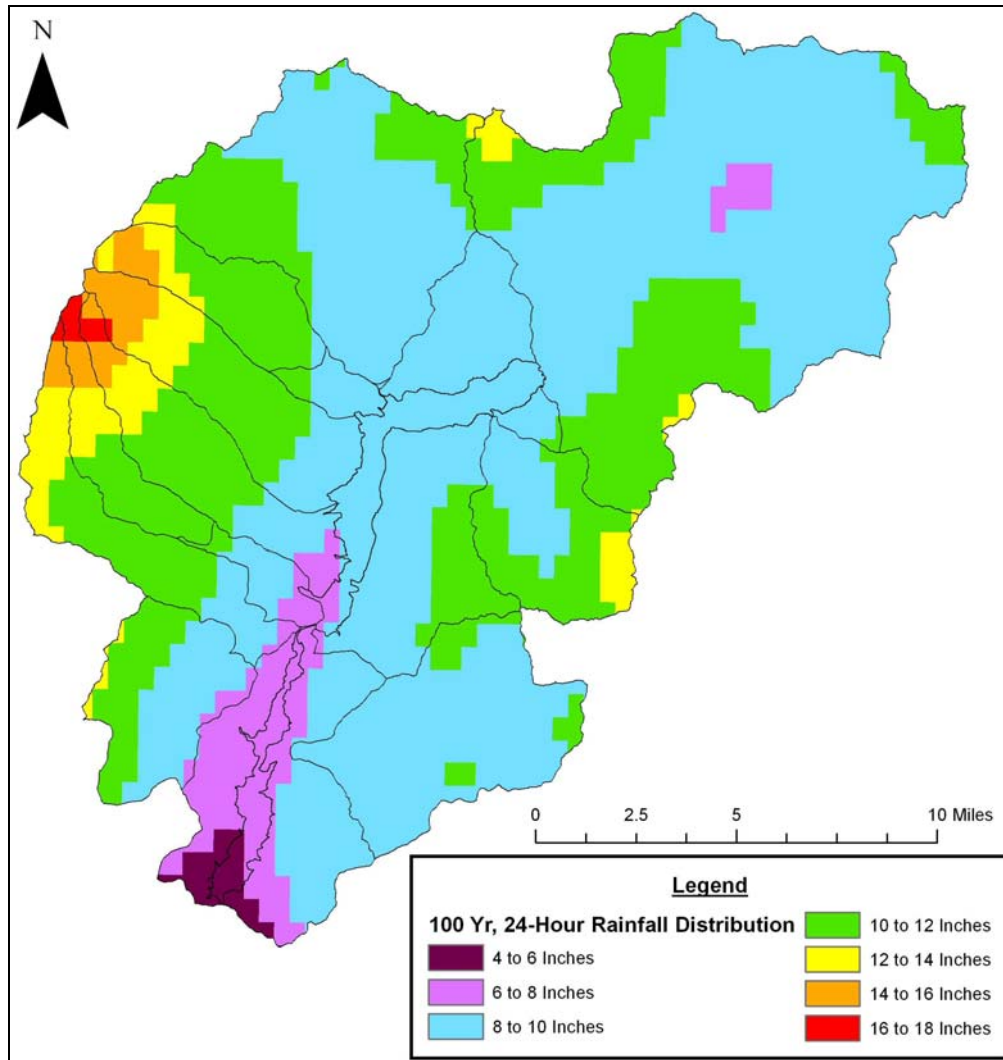 N
0 2.5 5 10 Miles
Legend
100 Yr, 24-Hour Rainfall Distribution
4 to 6 Inches
6 to 8 Inches
8 to 10 Inches
10 to 12 Inches
12 to 14 Inches
14 to 16 Inches
16 to 18 Inches